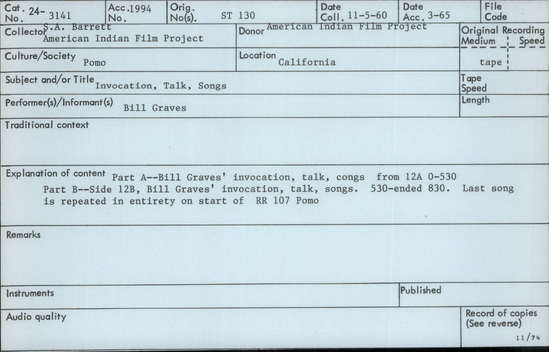 Cat. 24- Acc.1994 Orig. Date Date File
No. 3141 No. No(s). ST 130 Coll. 11-5-60 Acc. 3-65 Code
Collector S.A. Barrett Donor American Indian Film Project Original Recording
American Indian Film Project Medium Speed
Culture/Society Location
Pomo California tape
Subject and/or Title Invocation, Talk, Songs Tape
Speed
Performer(s)/Informant(s) Bill Graves Length
Traditional context
Explanation of content Part A--Bill Graves' invocation, talk, congs from 12A 0-530
Part B--Side 12B, Bill Graves' invocation, talk, songs. 530-ended 830. Last song
is repeated in entirety on start of RR 107 Pomo
Remarks
Instruments Published
Audio quality Record of copies
(See reverse)
11/74